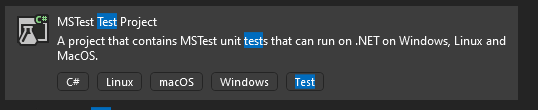 C#
MSTest Test Project
A project that contains MSTest unit tests that can run on .NET on Windows, Linux and
MacOS.
C# Linux macOS Windows Test